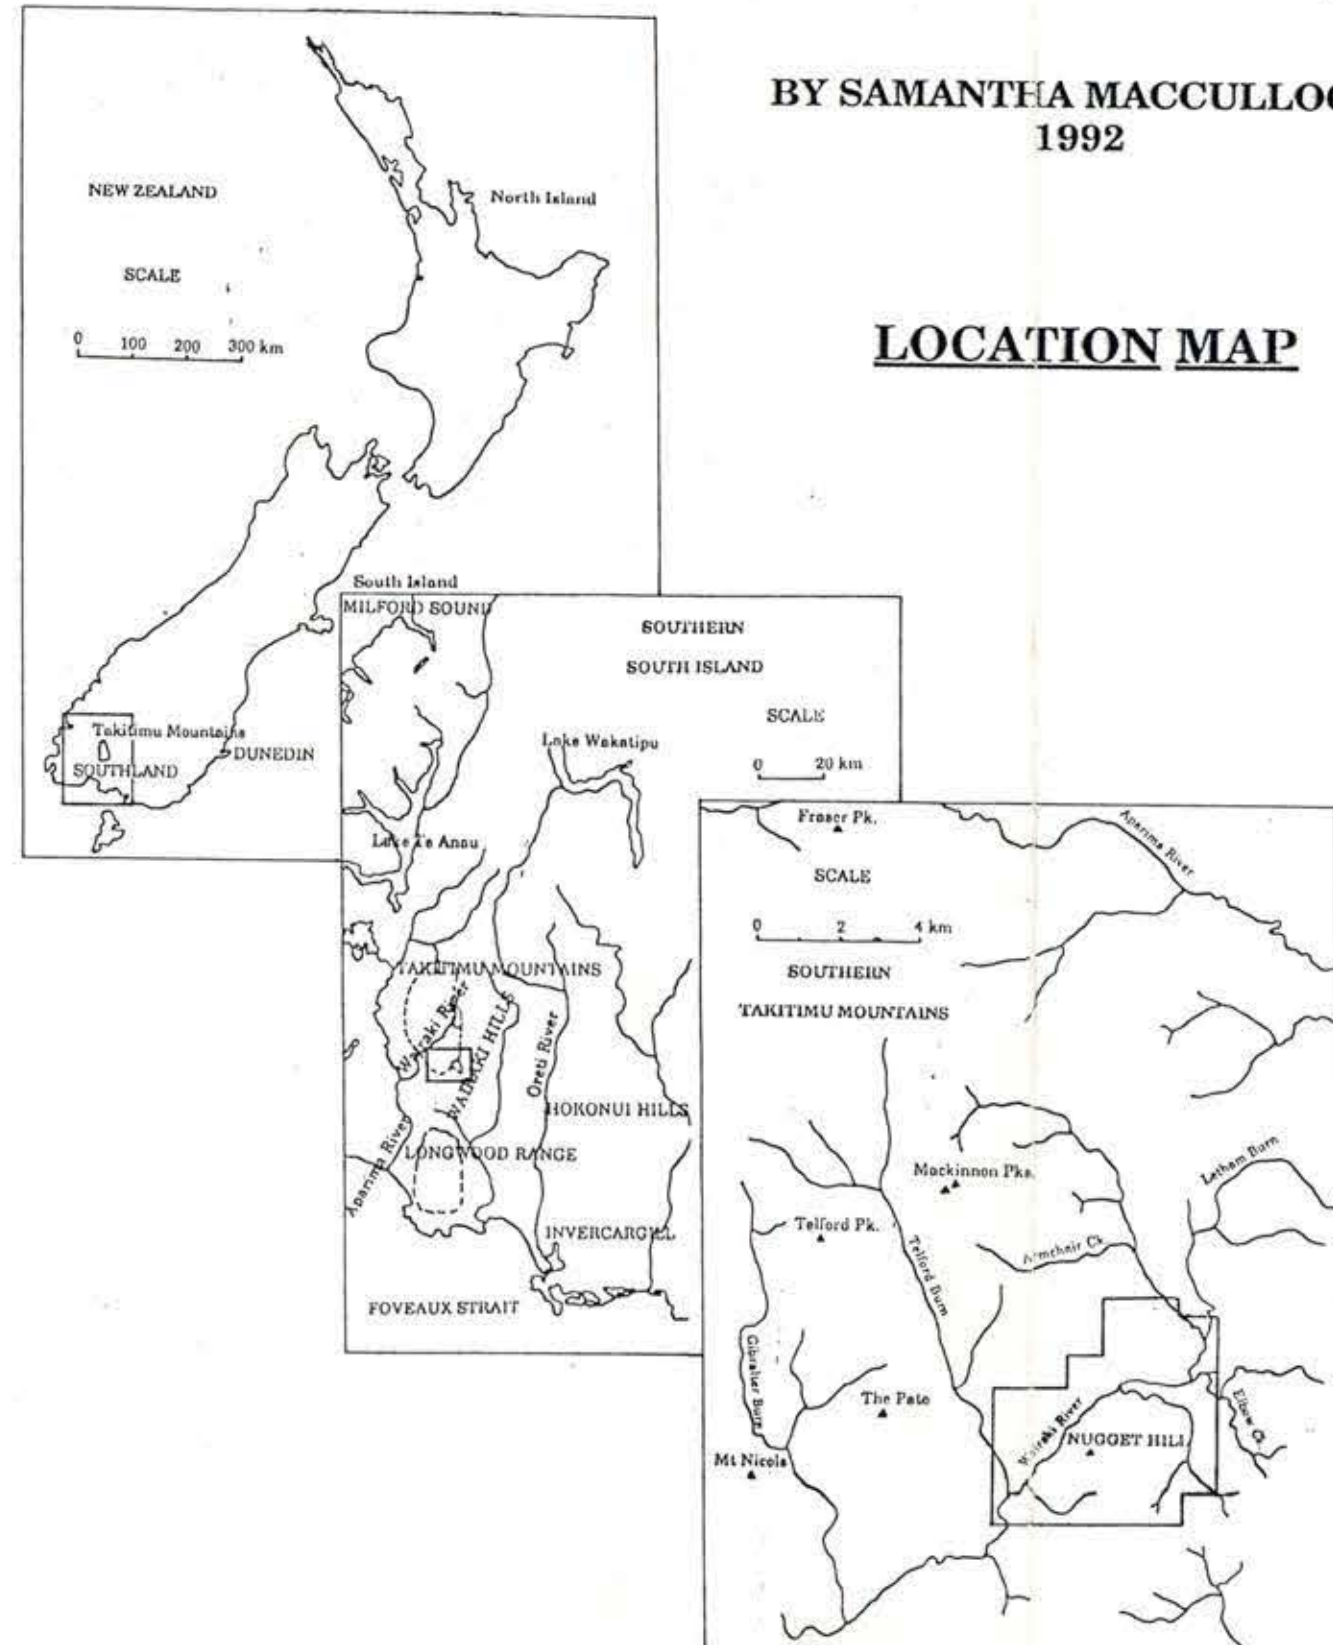 BY SAMANTHA MACCULLOC
1992
LOCATION MAP
NEW ZEALAND
North Island
SCALE
0 100 200 300 km
South Island
Takitimu Mountains
DUNEDIN
SOUTHLAND
MILFORD SOUND
SOUTHERN
SOUTH ISLAND
SCALE
0 20 km
Lake Wakatipu
Lake Te Anau
TAKITIMU MOUNTAINS
Wairaki River
WAIRAKI HILLS
Oreti River
HOKONUI HILLS
Aparima River
LONGWOOD RANGE
INVERCARGILL
FOVEAUX STRAIT
Fraser Pk.
Aparima River
SCALE
0 2 4 km
SOUTHERN
TAKITIMU MOUNTAINS
Mackinnon Pks.
Letham Burn
Telford Pk.
Telford Burn
Armchair Ck.
Gibralter Burn
The Pate
Wairaki River
NUGGET HILL
Elbow Ck.
Mt Nicols